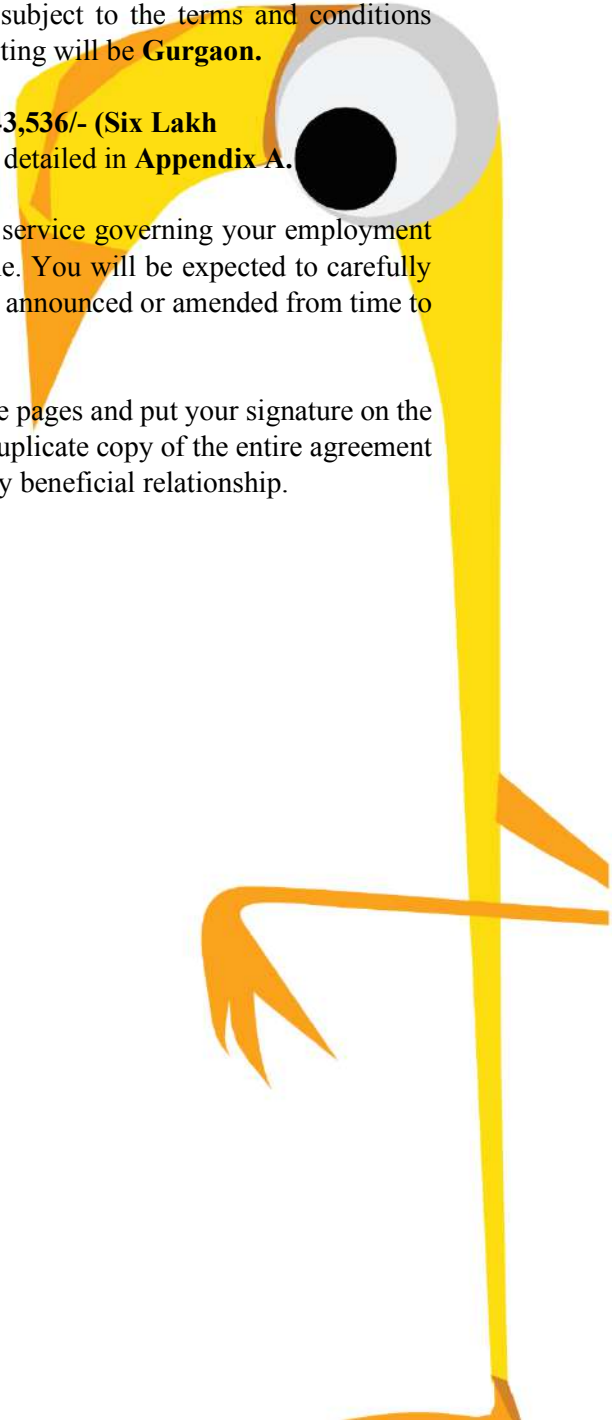 subject to the terms and conditions
ting will be Gurgaon.
3,536/- (Six Lakh
detailed in Appendix A.
service governing your employment
e. You will be expected to carefully
announced or amended from time to
e pages and put your signature on the
uplicate copy of the entire agreement
y beneficial relationship.